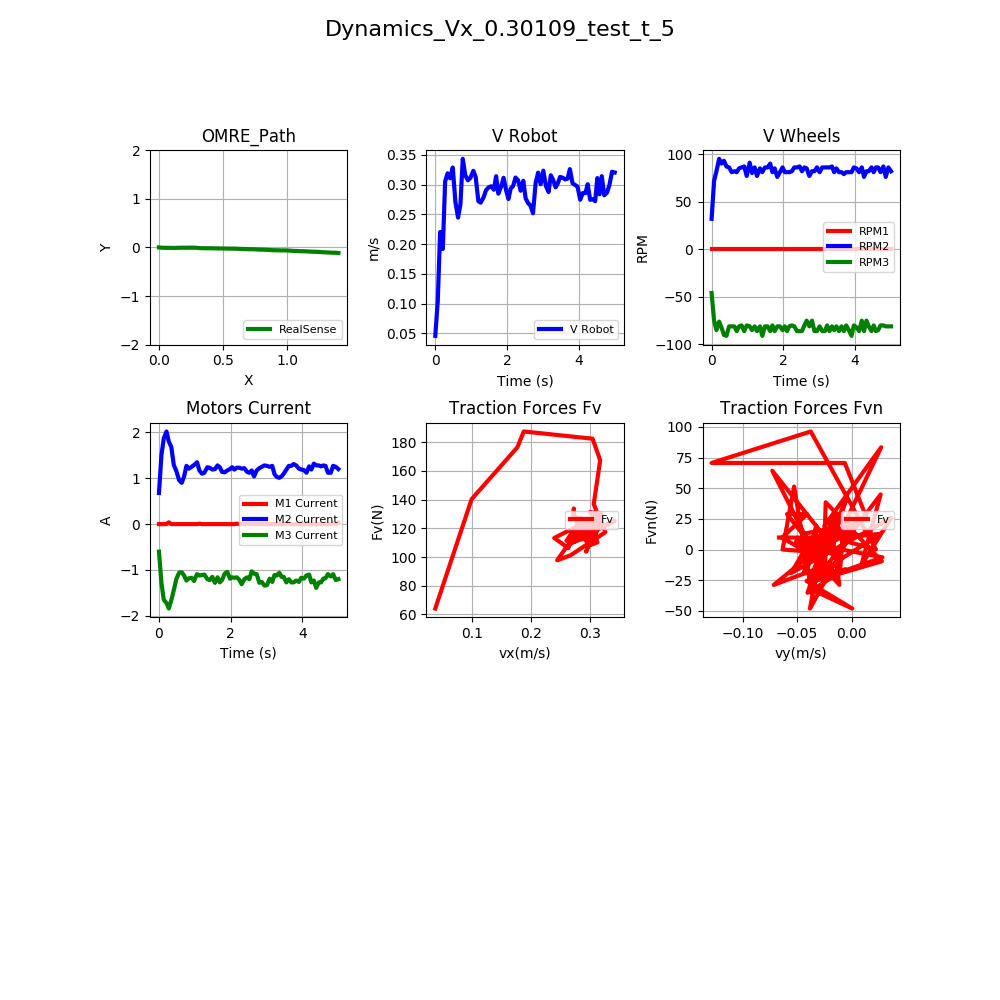 Dynamics_Vx_0.30109_test_t_5
OMRE_Path
V Robot
V Wheels
2
1
0
−1
−2
Y
0.0
0.5
1.0
X
RealSense
0.35
0.30
0.25
0.20
0.15
0.10
0.05
m/s
0
2
4
Time (s)
V Robot
100
50
0
−50
−100
RPM
0
2
4
Time (s)
RPM1
RPM2
RPM3
Motors Current
Traction Forces Fv
Traction Forces Fvn
2
1
0
−1
−2
A
0
2
4
Time (s)
M1 Current
M2 Current
M3 Current
180
160
140
120
100
80
60
Fv(N)
0.1
0.2
0.3
vx(m/s)
Fv
100
75
50
25
0
−25
−50
Fvn(N)
−0.10
−0.05
0.00
vy(m/s)
Fv